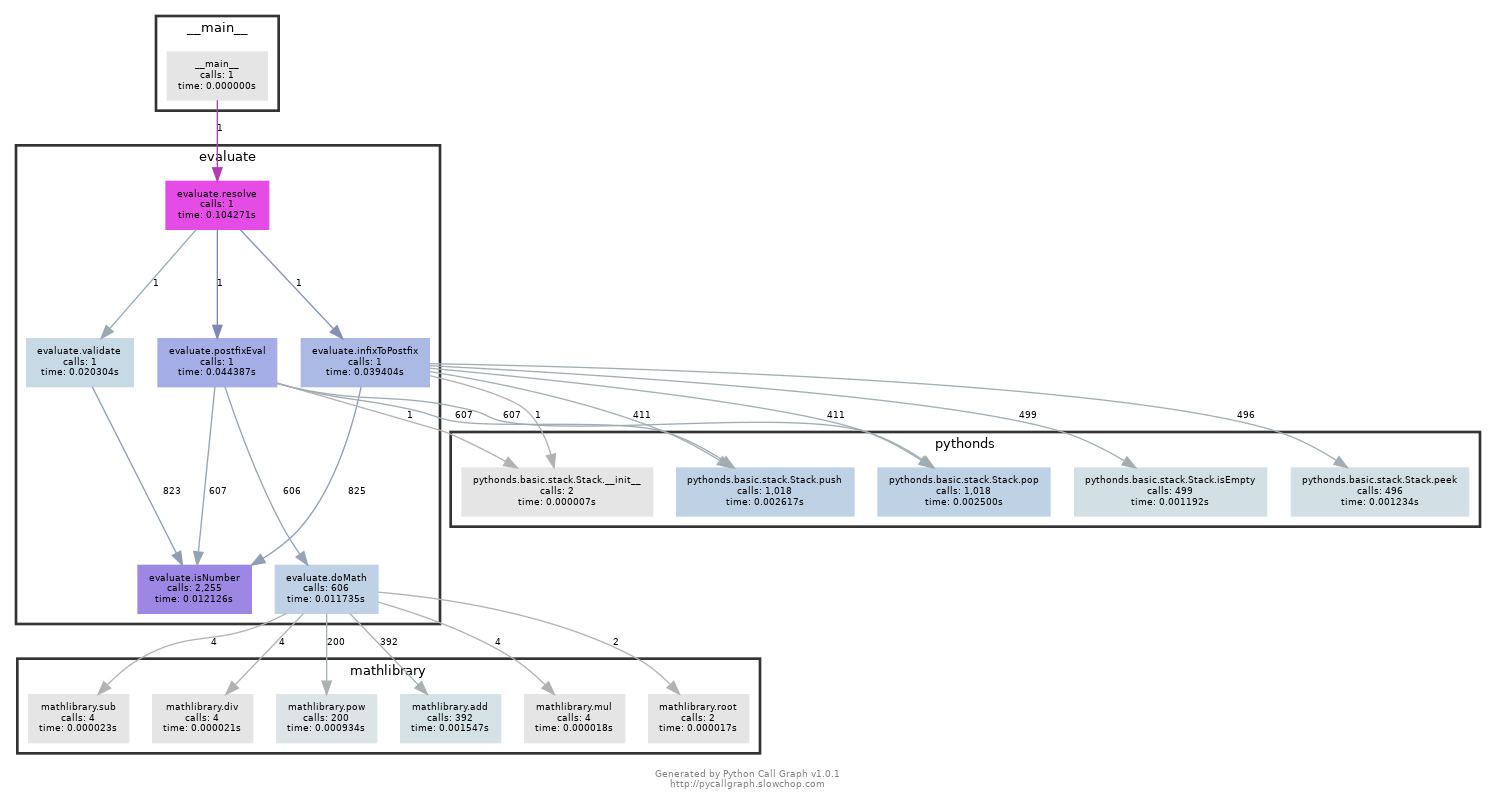 __main__
__main__
calls: 1
time: 0.000000s
1
evaluate
evaluate.resolve
calls: 1
time: 0.104271s
1
1
1
evaluate.validate
calls: 1
time: 0.020304s
evaluate.postfixEval
calls: 1
time: 0.044387s
evaluate.infixToPostfix
calls: 1
time: 0.039404s
1
607
607
1
411
411
499
496
pythonds
pythonds.basic.stack.Stack.__init__
calls: 2
time: 0.000007s
pythonds.basic.stack.Stack.push
calls: 1,018
time: 0.002617s
pythonds.basic.stack.Stack.pop
calls: 1,018
time: 0.002500s
pythonds.basic.stack.Stack.isEmpty
calls: 499
time: 0.001192s
pythonds.basic.stack.Stack.peek
calls: 496
time: 0.001234s
823
607
606
825
evaluate.isNumber
calls: 2,255
time: 0.012126s
evaluate.doMath
calls: 606
time: 0.011735s
4
4
200
392
4
2
mathlibrary
mathlibrary.sub
calls: 4
time: 0.000023s
mathlibrary.div
calls: 4
time: 0.000021s
mathlibrary.pow
calls: 200
time: 0.000934s
mathlibrary.add
calls: 392
time: 0.001547s
mathlibrary.mul
calls: 4
time: 0.000018s
mathlibrary.root
calls: 2
time: 0.000017s
Generated by Python Call Graph v1.0.1
http://pycallgraph.slowchop.com